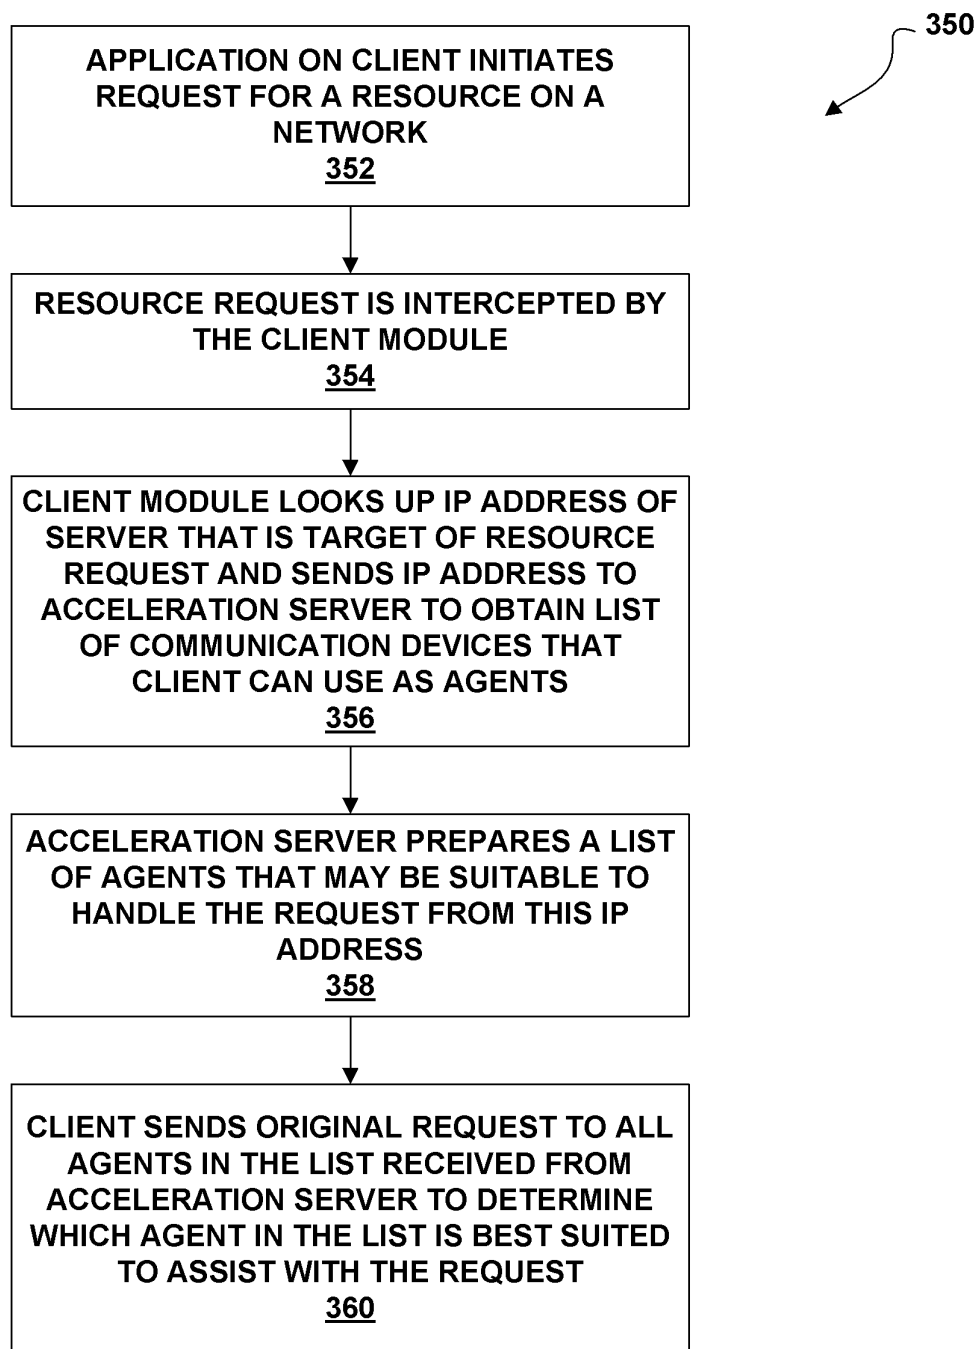 350
APPLICATION ON CLIENT INITIATES
REQUEST FOR A RESOURCE ON A
NETWORK
352
RESOURCE REQUEST IS INTERCEPTED BY
THE CLIENT MODULE
354
CLIENT MODULE LOOKS UP IP ADDRESS OF
SERVER THAT IS TARGET OF RESOURCE
REQUEST AND SENDS IP ADDRESS TO
ACCELERATION SERVER TO OBTAIN LIST
OF COMMUNICATION DEVICES THAT
CLIENT CAN USE AS AGENTS
356
ACCELERATION SERVER PREPARES A LIST
OF AGENTS THAT MAY BE SUITABLE TO
HANDLE THE REQUEST FROM THIS IP
ADDRESS
358
CLIENT SENDS ORIGINAL REQUEST TO ALL
AGENTS IN THE LIST RECEIVED FROM
ACCELERATION SERVER TO DETERMINE
WHICH AGENT IN THE LIST IS BEST SUITED
TO ASSIST WITH THE REQUEST
360